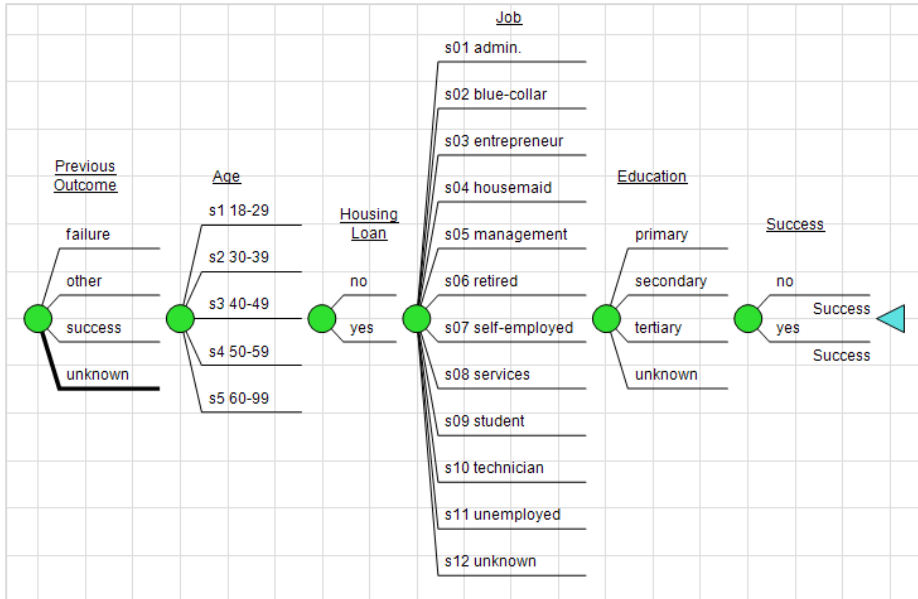 Previous
Outcome
failure
other
success
unknown
Age
s1 18-29
s2 30-39
s3 40-49
s4 50-59
s5 60-99
Housing
Loan
no
yes
Job
s01 admin.
s02 blue-collar
s03 entrepreneur
s04 housemaid
s05 management
s06 retired
s07 self-employed
s08 services
s09 student
s10 technician
s11 unemployed
s12 unknown
Education
primary
secondary
tertiary
unknown
Success
no
Success
yes
Success